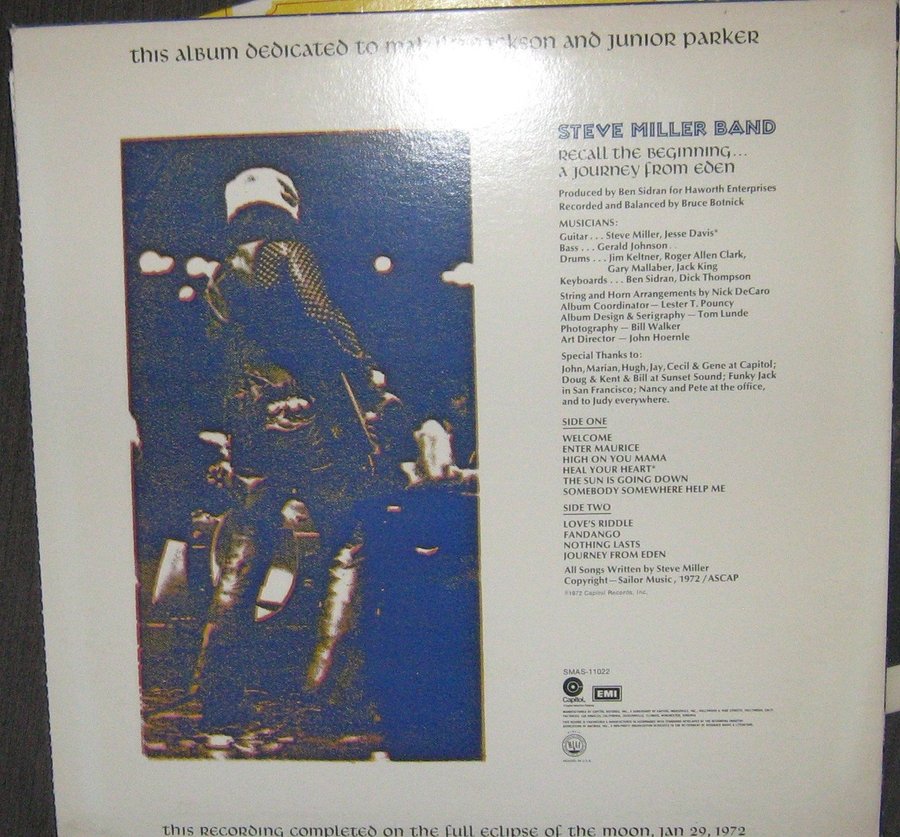 this album dedicated to and junior parker
STEVE MILLER BAND
recall the beginning...
a journey from eden
Produced by Ben Sidran for Haworth Enterprises
Recorded and Balanced by Bruce Botnick
MUSICIANS:
Guitar . . . Steve Miller, Jesse Davis*
Bass . . . Gerald Johnson
Drums . . . Jim Keltner, Roger Allen Clark,
Gary Mallaber, Jack King
Keyboards . . . Ben Sidran, Dick Thompson
String and Horn Arrangements by Nick DeCaro
Album Coordinator — Lester T. Pouncy
Album Design & Serigraphy — Tom Lunde
Photography — Bill Walker
Art Director — John Hoernle
Special Thanks to:
John, Marian, Hugh, Jay, Cecil & Gene at Capitol;
Doug & Kent & Bill at Sunset Sound; Funky Jack
in San Francisco; Nancy and Pete at the office,
and to Judy everywhere.
SIDE ONE
WELCOME
ENTER MAURICE
HIGH ON YOU MAMA
HEAL YOUR HEART*
THE SUN IS GOING DOWN
SOMEBODY SOMEWHERE HELP ME
SIDE TWO
LOVE'S RIDDLE
FANDANGO
NOTHING LASTS
JOURNEY FROM EDEN
All Songs Written by Steve Miller
Copyright — Sailor Music, 1972 / ASCAP
℗1972 Capitol Records, Inc.
SMAS-11022
Capitol. EMI
this recording completed on the full eclipse of the moon, jan 29, 1972